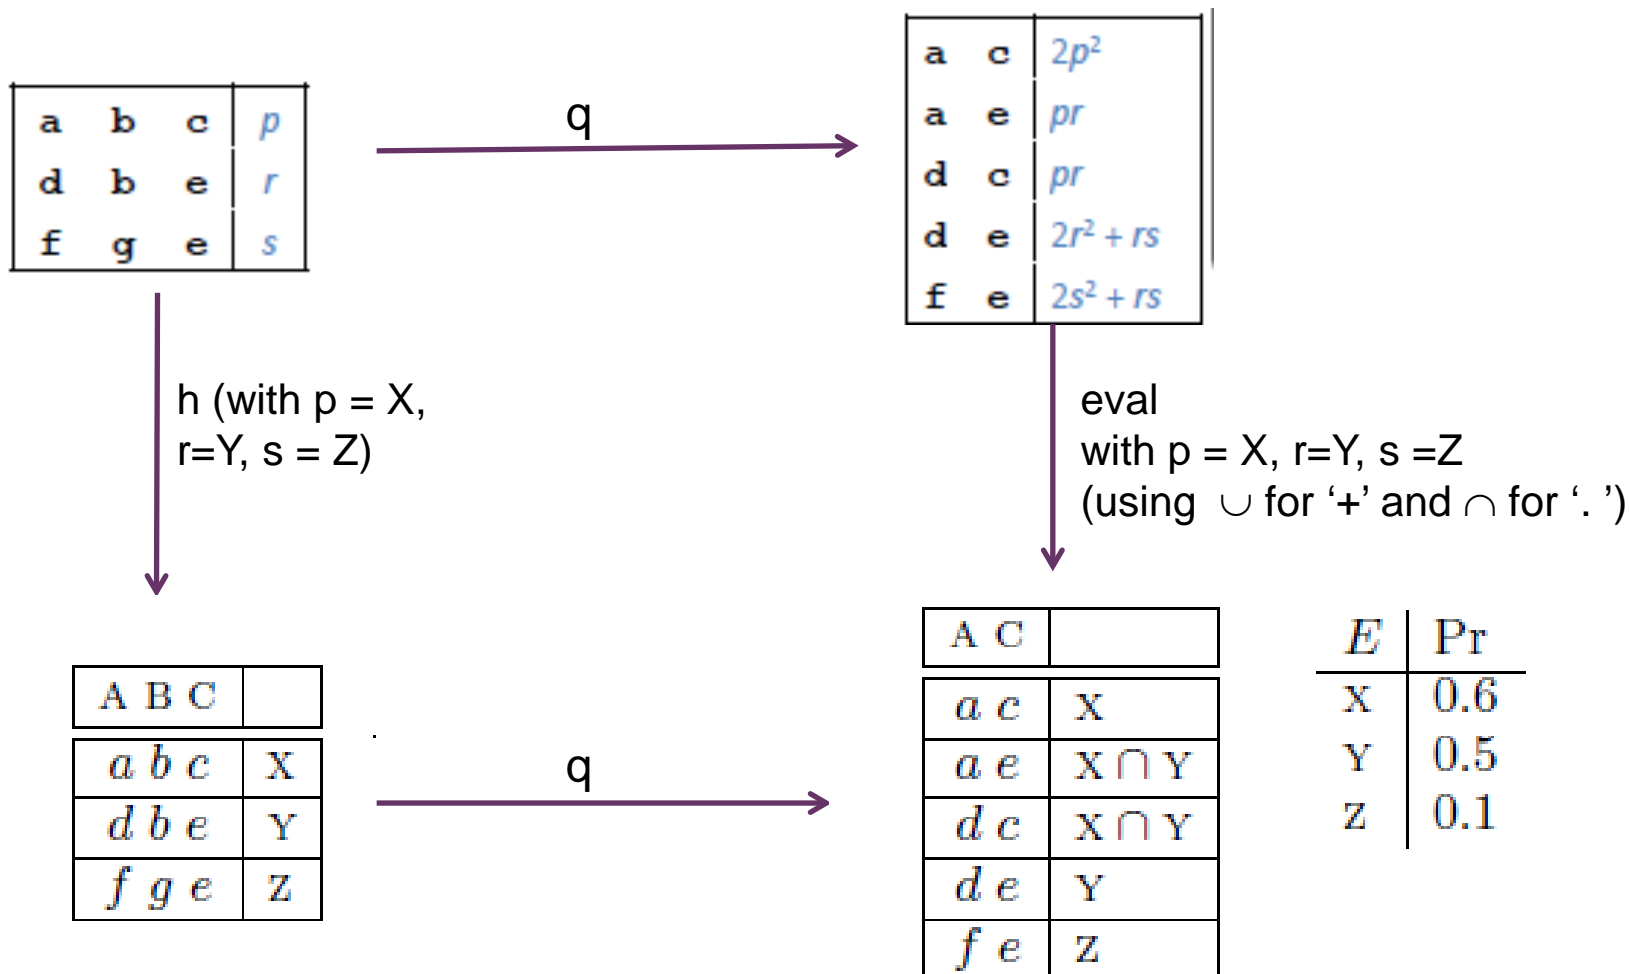 a b c p
d b e r
f g e s
q
a c 2p²
a e pr
d c pr
d e 2r² + rs
f e 2s² + rs
h (with p = X,
r=Y, s = Z)
eval
with p = X, r=Y, s =Z
(using ∪ for ‘+’ and ∩ for ‘. ’)
A B C
a b c X
d b e Y
f g e Z
q
A C
a c X
a e X ∩ Y
d c X ∩ Y
d e Y
f e Z
E Pr
X 0.6
Y 0.5
Z 0.1